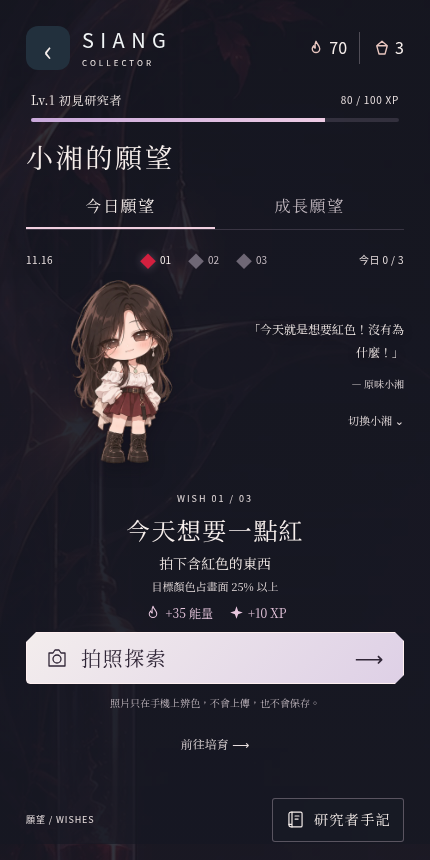 ‹ SIANG
COLLECTOR
70
3
Lv.1 初見研究者
80 / 100 XP
小湘的願望
今日願望
成長願望
11.16
01
02
03
今日 0 / 3
「今天就是想要紅色！沒有為
什麼！」
— 原味小湘
切換小湘 ⌄
WISH 01 / 03
今天想要一點紅
拍下含紅色的東西
目標顏色占畫面 25% 以上
+35 能量
+10 XP
拍照探索 ⟶
照片只在手機上辨色，不會上傳，也不會保存。
前往培育 ⟶
願望 / WISHES
研究者手記